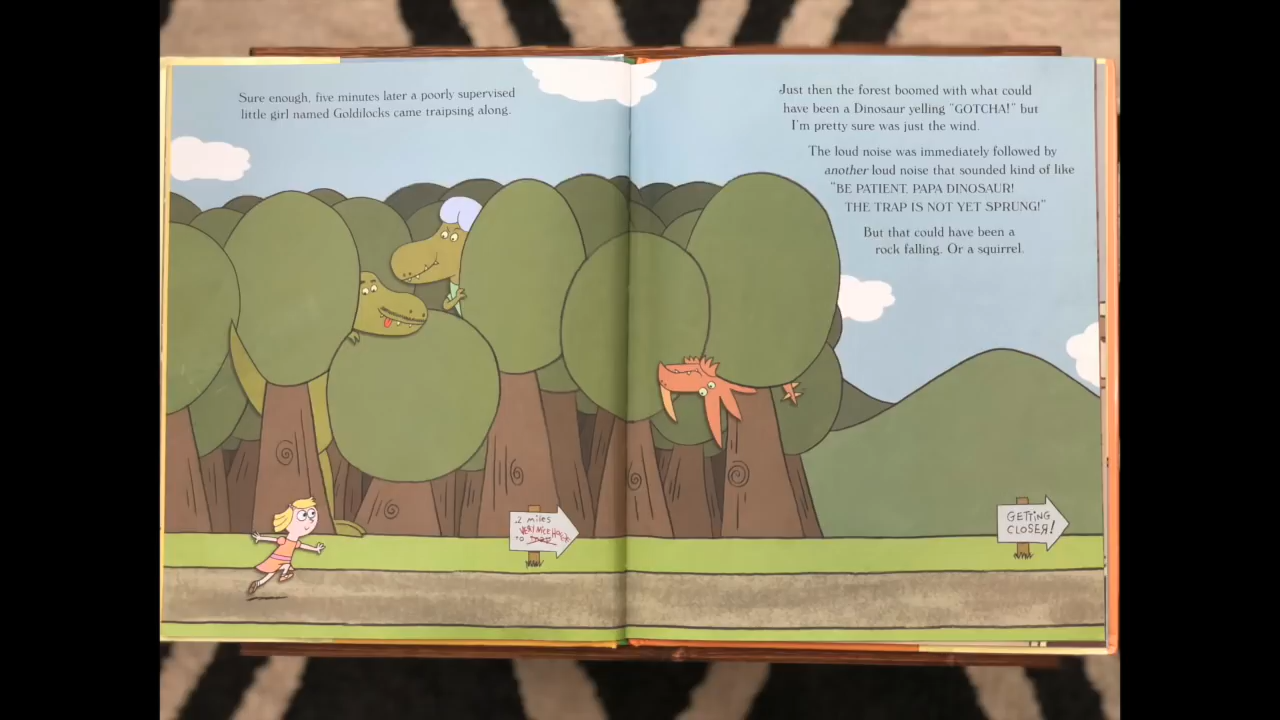 Sure enough, five minutes later a poorly supervised
little girl named Goldilocks came traipsing along.
Just then the forest boomed with what could
have been a Dinosaur yelling "GOTCHA!" but
I'm pretty sure was just the wind.
The loud noise was immediately followed by
another loud noise that sounded kind of like
"BE PATIENT, PAPA DINOSAUR!
THE TRAP IS NOT YET SPRUNG!"
But that could have been a
rock falling. Or a squirrel.
2 miles
VERY NICE HOUSE
to
GETTING
CLOSER!